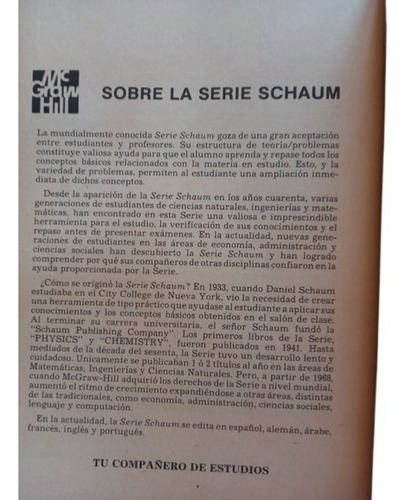 Mc
Graw
Hill
SOBRE LA SERIE SCHAUM
La mundialmente conocida Serie Schaum goza de una gran aceptación
entre estudiantes y profesores. Su estructura de teoría/problemas
constituye valiosa ayuda para que el alumno aprenda y repase todos los
conceptos básicos relacionados con la materia en estudio. Esto, y la
variedad de problemas, permiten al estudiante una ampliación inme-
diata de dichos conceptos.
Desde la aparición de la Serie Schaum en los años cuarenta, varias
generaciones de estudiantes de ciencias naturales, ingenierías y mate-
máticas, han encontrado en esta Serie una valiosa e imprescindible
herramienta para el estudio, la verificación de sus conocimientos y el
repaso antes de presentar exámenes. En la actualidad, nuevas gene-
raciones de estudiantes en las áreas de economía, administración y
ciencias sociales han descubierto la Serie Schaum y han logrado
comprender por qué sus compañeros de otras disciplinas confiaron en la
ayuda proporcionada por la Serie.
¿Cómo se originó la Serie Schaum? En 1933, cuando Daniel Schaum
estudiaba en el City College de Nueva York, vio la necesidad de crear
una herramienta de tipo práctico que ayudase al estudiante a aplicar sus
conocimientos y los conceptos básicos obtenidos en el salón de clase.
Al terminar su carrera universitaria, el señor Schaum fundó la
"Schaum Publishing Company". Los primeros libros de la Serie,
"PHYSICS" y "CHEMISTRY", fueron publicados en 1941. Hasta
mediados de la década del sesenta, la Serie tuvo un desarrollo lento y
cuidadoso. Unicamente se publicaban 1 ó 2 títulos al año en las áreas de
Matemáticas, Ingenierías y Ciencias Naturales. Pero, a partir de 1968,
cuando McGraw-Hill adquirió los derechos de la Serie a nivel mundial,
aumentó el ritmo de crecimiento expandiéndose a otras áreas, distintas
de las tradicionales, como economía, administración, ciencias sociales,
lenguaje y computación.
En la actualidad, la Serie Schaum se edita en español, alemán, árabe,
francés, inglés y portugués.
TU COMPAÑERO DE ESTUDIOS